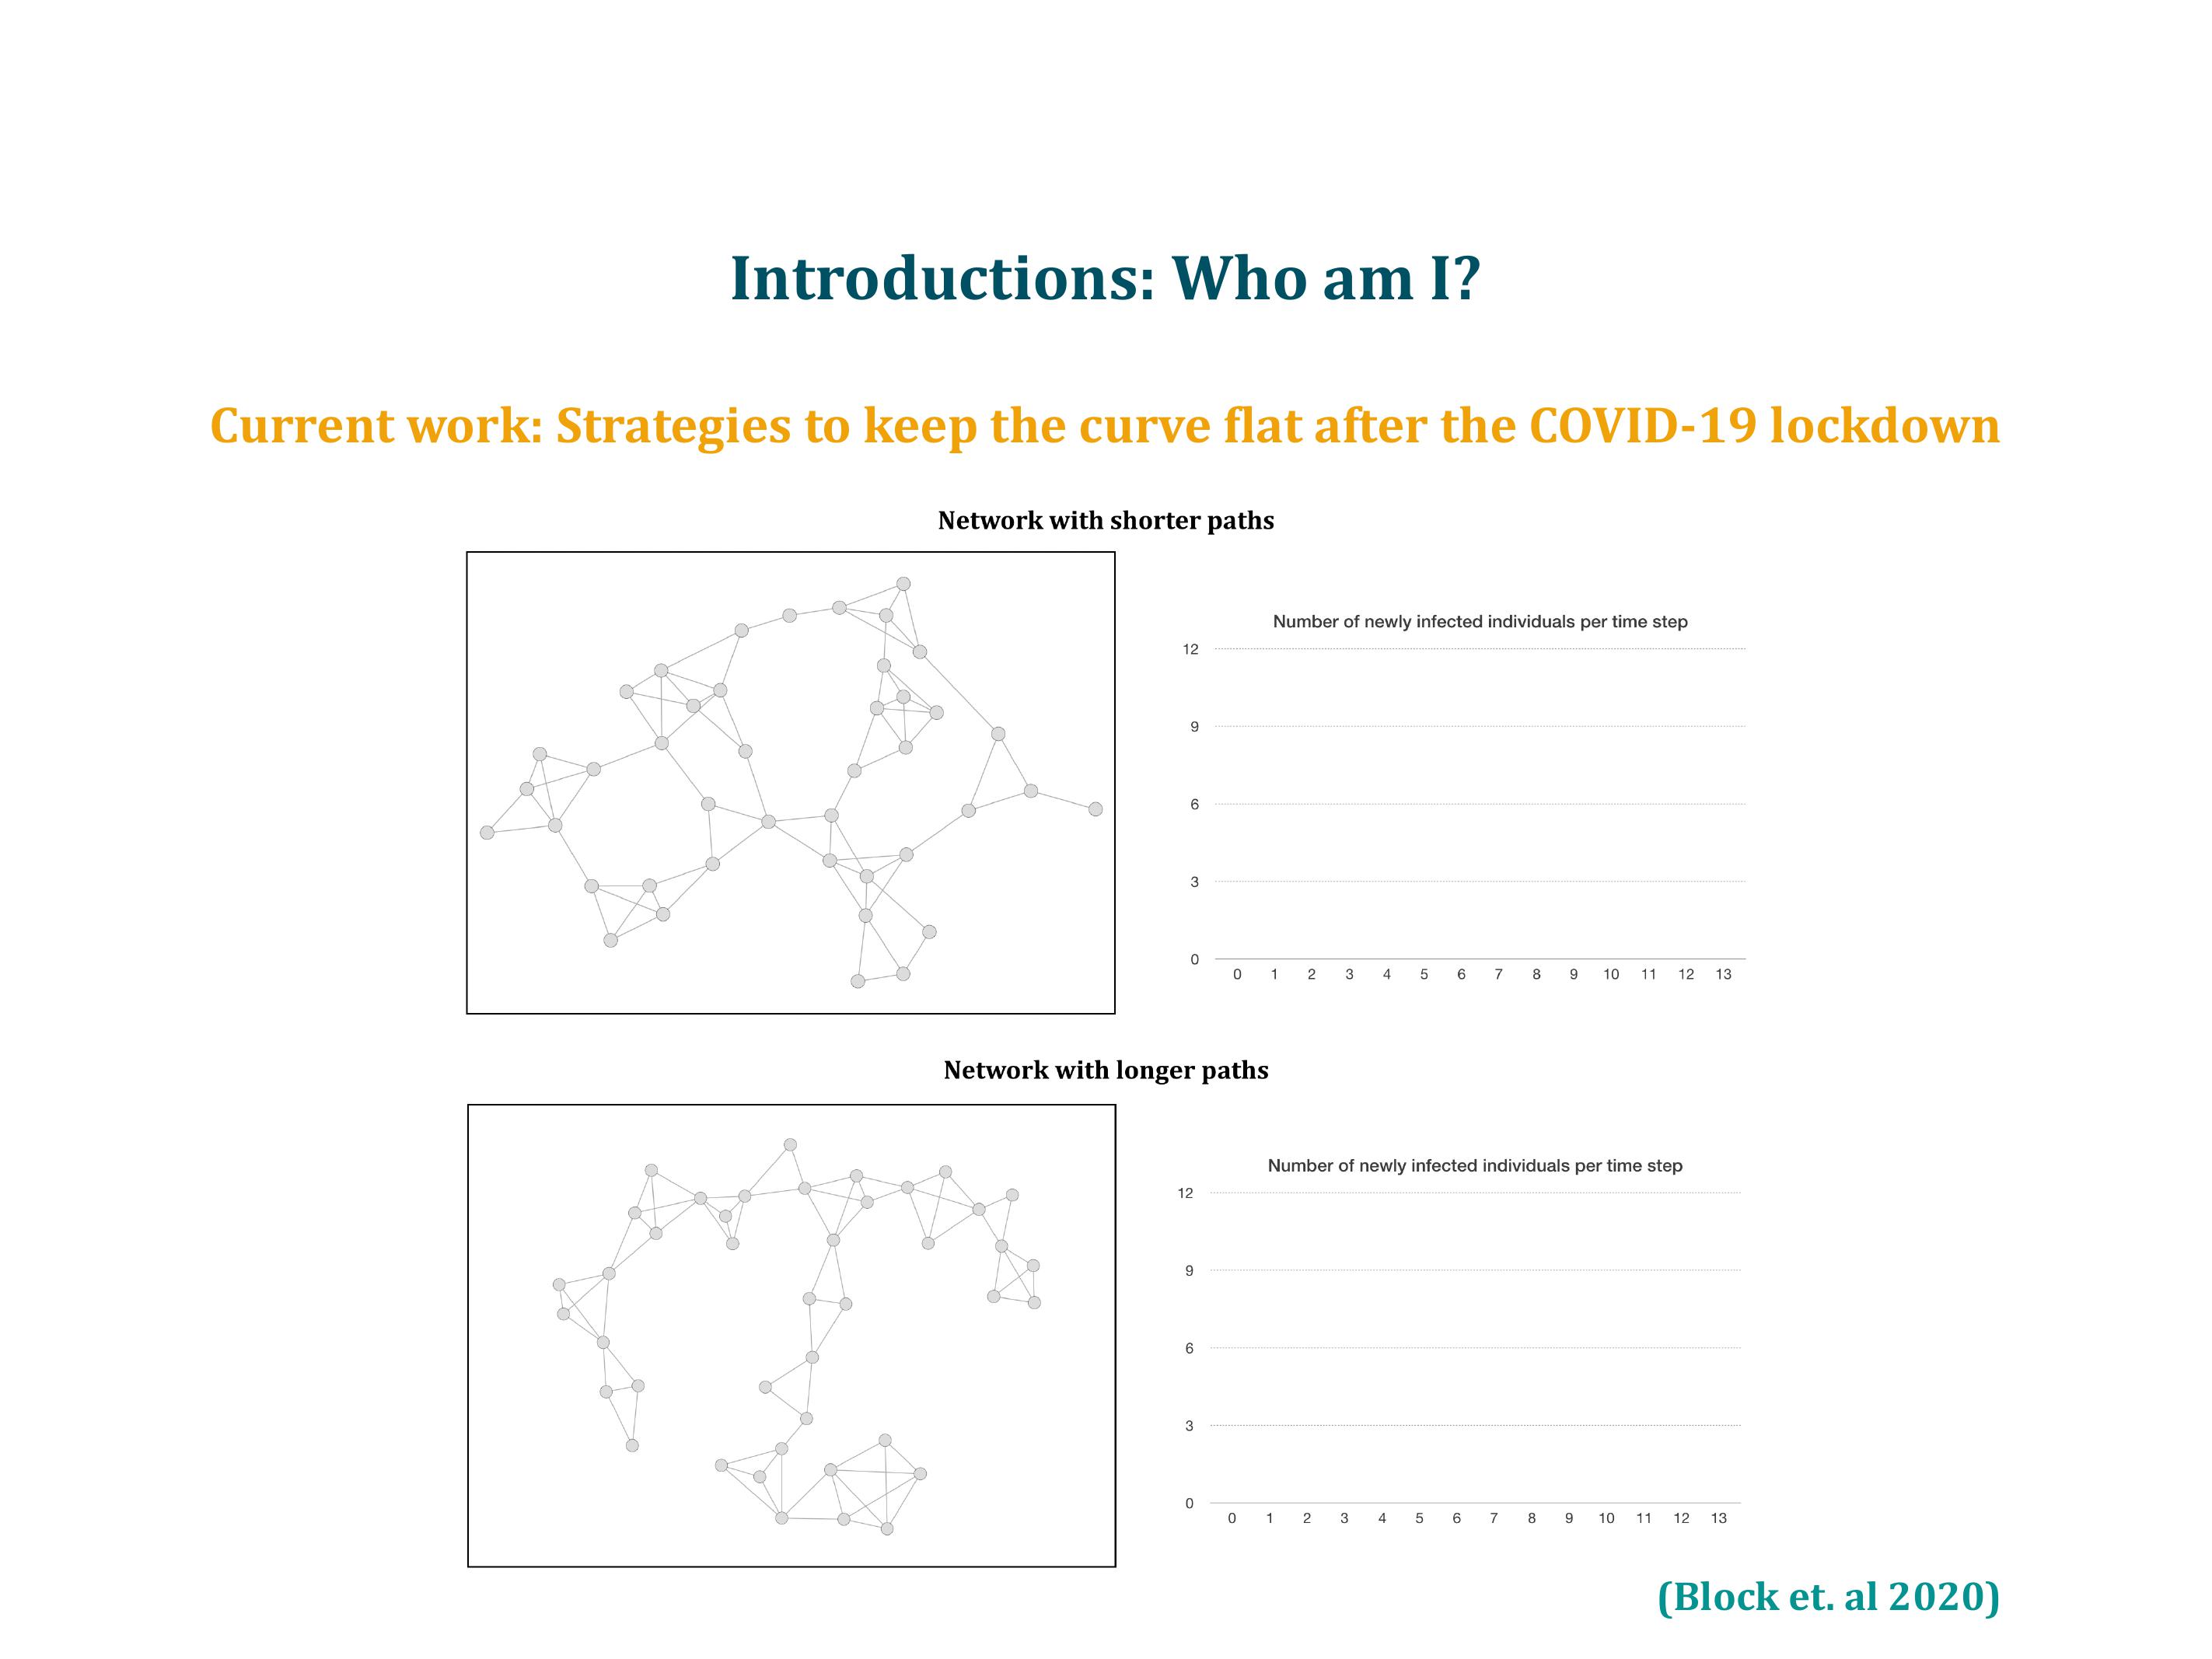 Introductions: Who am I?
Current work: Strategies to keep the curve flat after the COVID-19 lockdown
Network with shorter paths
Number of newly infected individuals per time step
12
9
6
3
0
0 1 2 3 4 5 6 7 8 9 10 11 12 13
Network with longer paths
Number of newly infected individuals per time step
12
9
6
3
0
0 1 2 3 4 5 6 7 8 9 10 11 12 13
(Block et. al 2020)